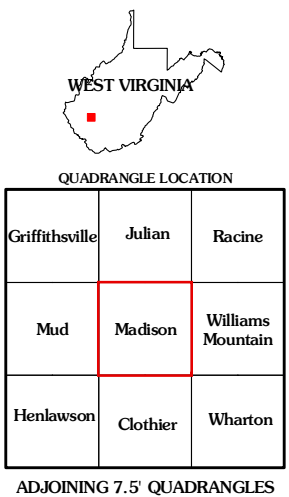 WEST VIRGINIA
QUADRANGLE LOCATION
Griffithsville Julian Racine
Mud Madison Williams
Mountain
Henlawson Clothier Wharton
ADJOINING 7.5' QUADRANGLES